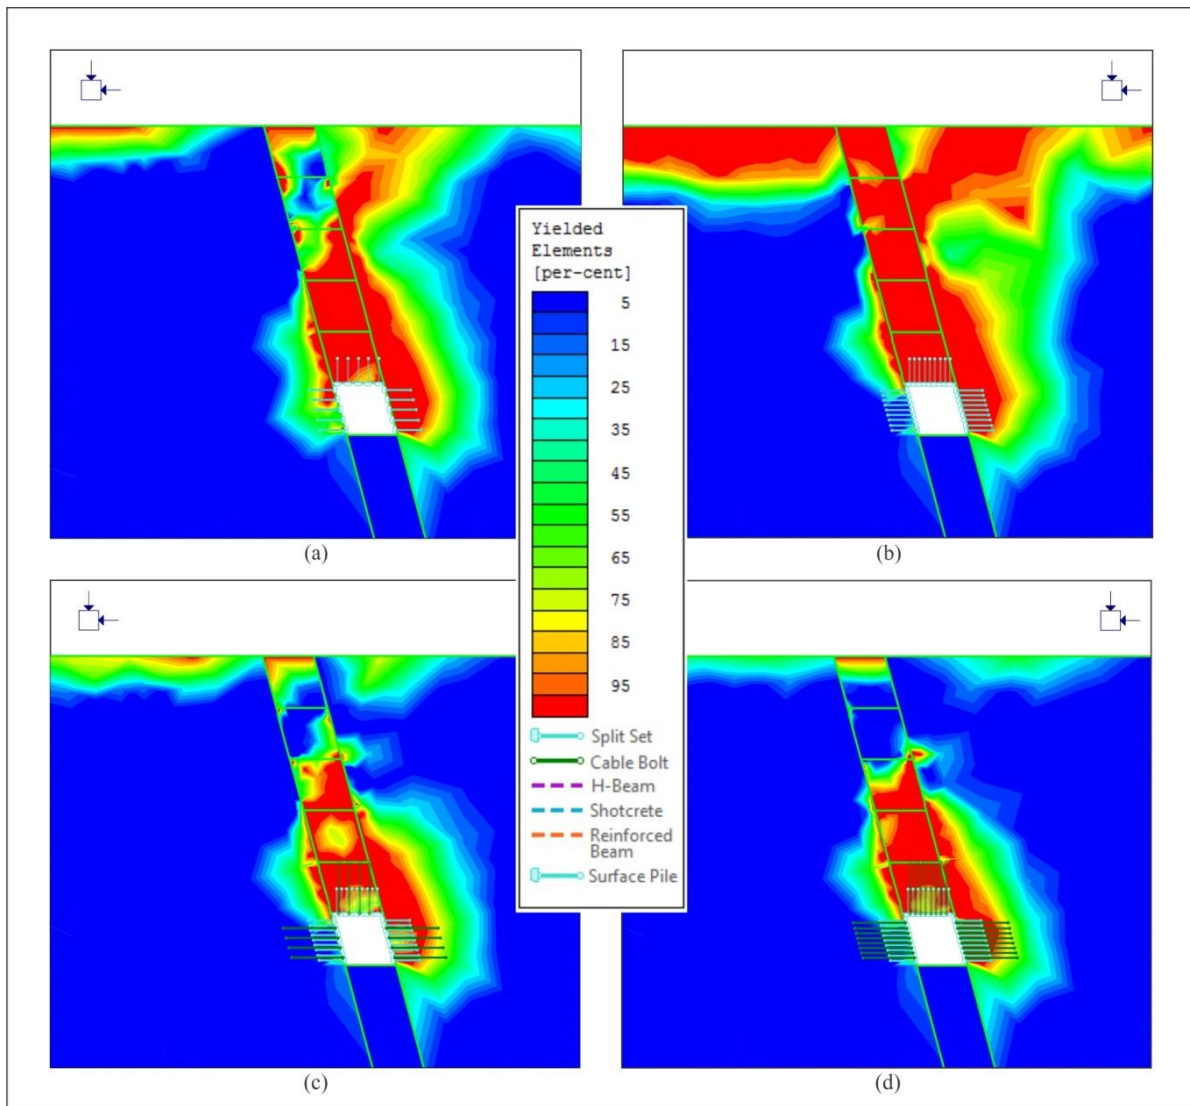 Yielded
Elements
[per-cent]
5
15
25
35
45
55
65
75
85
95
Split Set
Cable Bolt
H-Beam
Shotcrete
Reinforced
Beam
Surface Pile
(a)
(b)
(c)
(d)